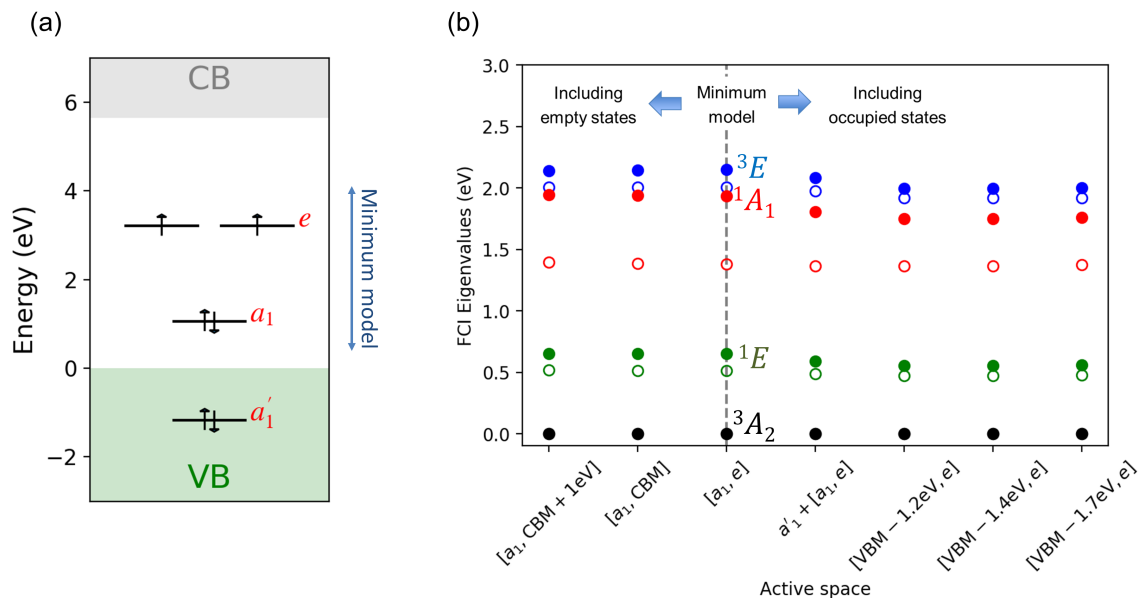 (a)
CB
6
4
2
0
−2
Energy (eV)
e
a₁
a₁′
VB
Minimum model
(b)
3.0
2.5
2.0
1.5
1.0
0.5
0.0
FCI Eigenvalues (eV)
Including
empty states
Minimum
model
Including
occupied states
³E
¹A₁
¹E
³A₂
[a₁, CBM + 1eV]
[a₁, CBM]
[a₁, e]
a′₁ + [a₁, e]
[VBM − 1.2eV, e]
[VBM − 1.4eV, e]
[VBM − 1.7eV, e]
Active space